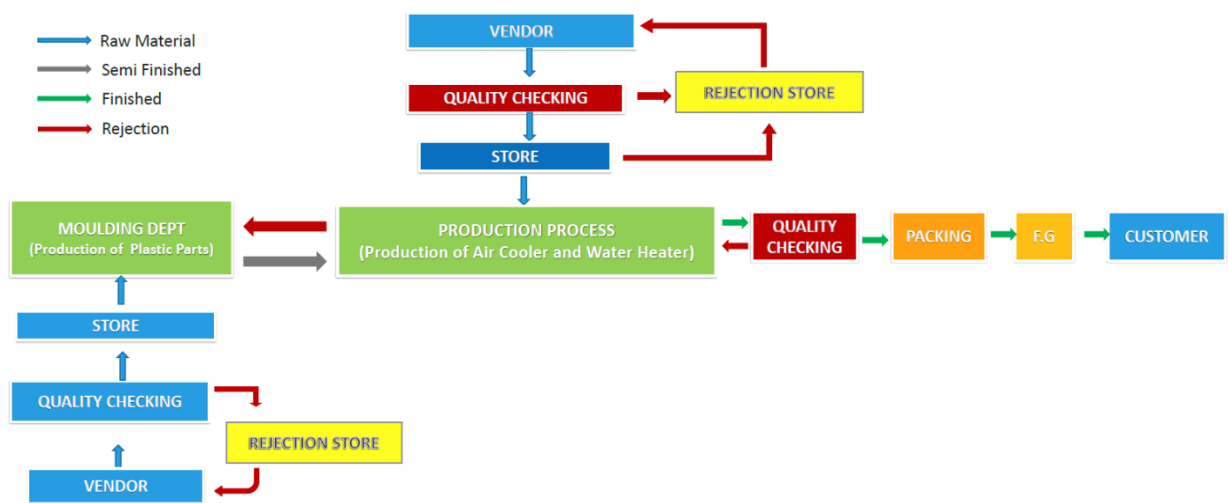 Raw Material
Semi Finished
Finished
Rejection
VENDOR
QUALITY CHECKING
REJECTION STORE
STORE
MOULDING DEPT
(Production of Plastic Parts)
PRODUCTION PROCESS
(Production of Air Cooler and Water Heater)
QUALITY
CHECKING
PACKING
F.G
CUSTOMER
STORE
QUALITY CHECKING
REJECTION STORE
VENDOR